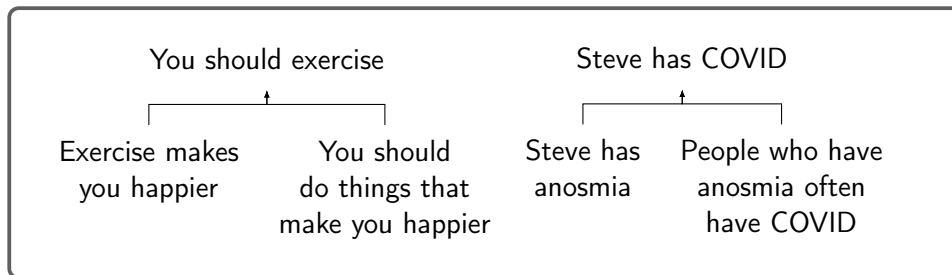 You should exercise
Exercise makes
you happier
You should
do things that
make you happier
Steve has COVID
Steve has
anosmia
People who have
anosmia often
have COVID